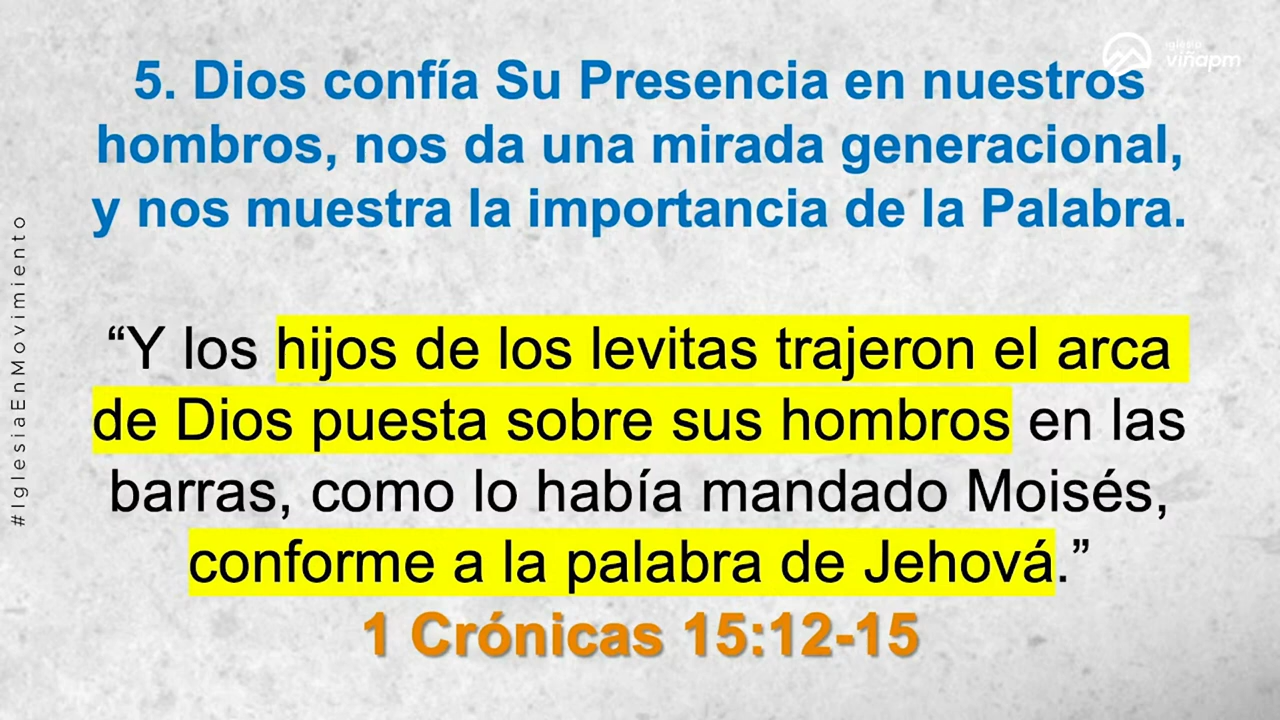 iglesia
viñapm
5. Dios confía Su Presencia en nuestros
hombros, nos da una mirada generacional,
y nos muestra la importancia de la Palabra.
#IglesiaEnMovimiento
“Y los hijos de los levitas trajeron el arca
de Dios puesta sobre sus hombros en las
barras, como lo había mandado Moisés,
conforme a la palabra de Jehová.”
1 Crónicas 15:12-15